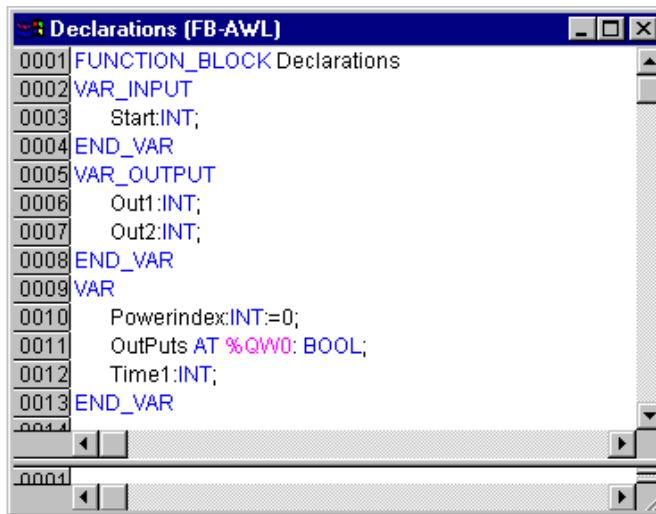 Declarations (FB-AWL)
0001 FUNCTION_BLOCK Declarations
0002 VAR_INPUT
0003 Start:INT;
0004 END_VAR
0005 VAR_OUTPUT
0006 Out1:INT;
0007 Out2:INT;
0008 END_VAR
0009 VAR
0010 Powerindex:INT:=0;
0011 OutPuts AT %QW0: BOOL;
0012 Time1:INT;
0013 END_VAR
0014
0001